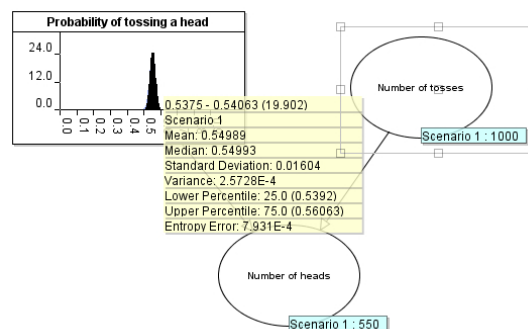 Probability of tossing a head
24.0
12.0
0.0
0.0
0.1
0.2
0.3
0.4
0.5
Number of tosses
Scenario 1 : 1000
0.5375 - 0.54063 (19.902)
Scenario 1
Mean: 0.54989
Median: 0.54993
Standard Deviation: 0.01604
Variance: 2.5728E-4
Lower Percentile: 25.0 (0.5392)
Upper Percentile: 75.0 (0.56063)
Entropy Error: 7.931E-4
Number of heads
Scenario 1 : 550